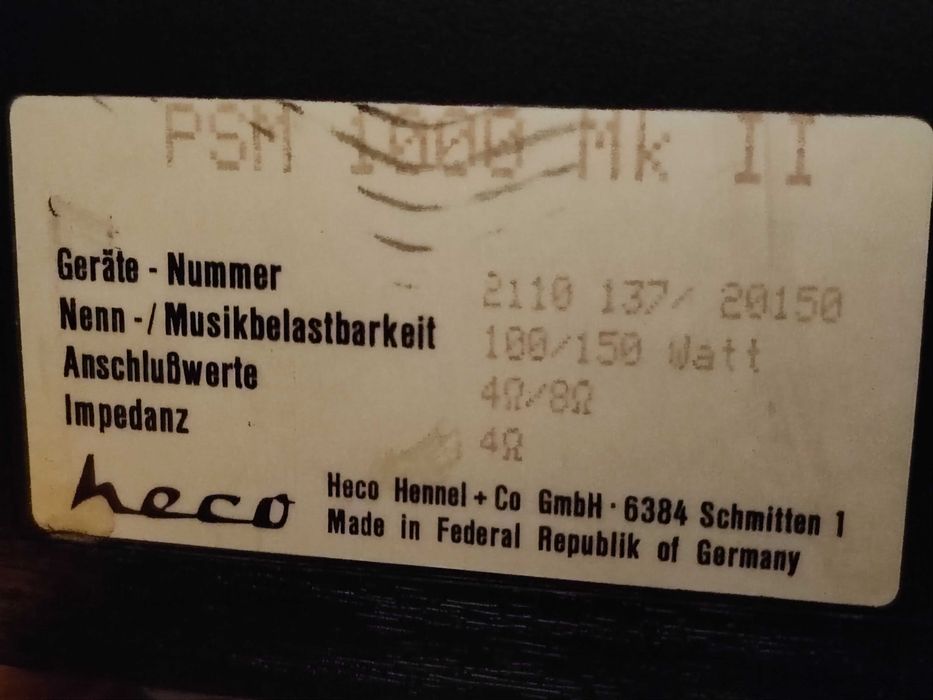 PSM 1000 Mk II
Geräte - Nummer 2110 137/ 20150
Nenn -/ Musikbelastbarkeit 100/150 Watt
Anschlußwerte 4Ω/8Ω
Impedanz 4Ω
heco
Heco Hennel + Co GmbH · 6384 Schmitten 1
Made in Federal Republik of Germany